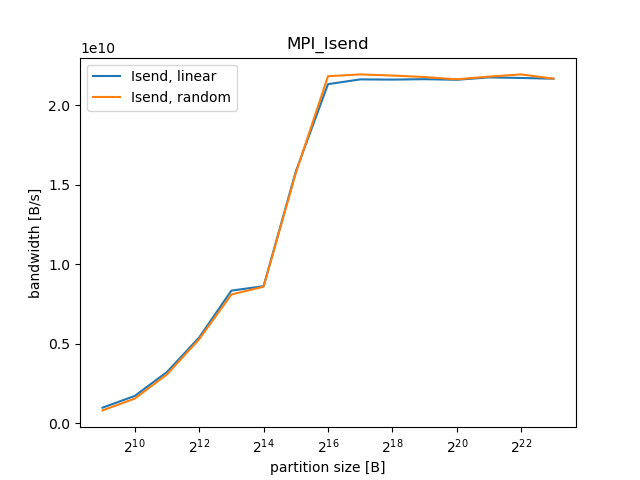 MPI_Isend
1e10
Isend, linear
Isend, random
2.0
1.5
1.0
0.5
0.0
bandwidth [B/s]
2^10 2^12 2^14 2^16 2^18 2^20 2^22
partition size [B]